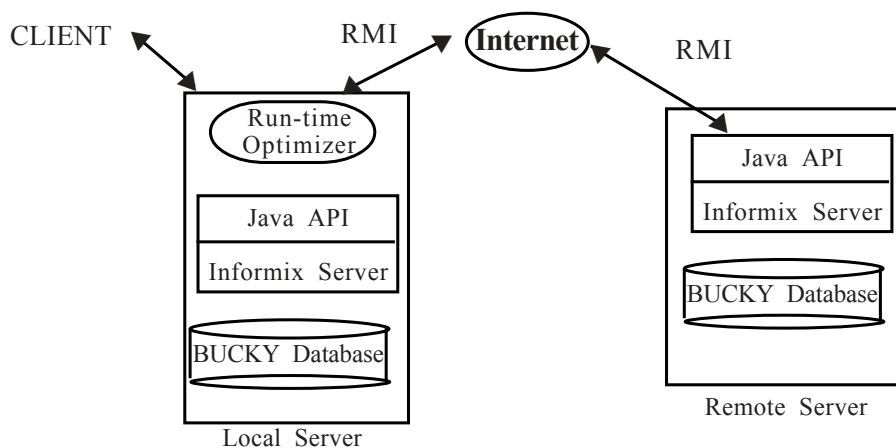 CLIENT
RMI
Internet
RMI
Run-time
Optimizer
Java API
Informix Server
BUCKY Database
Local Server
Java API
Informix Server
BUCKY Database
Remote Server